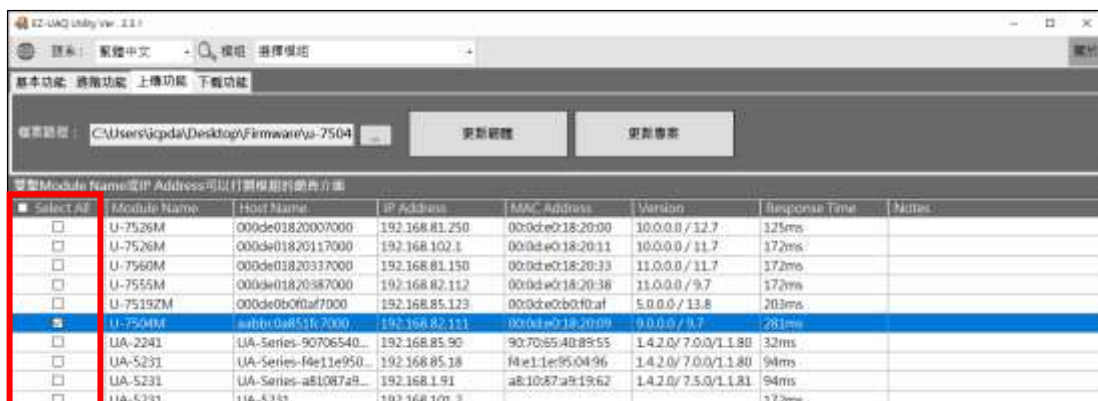 EZ-UAQ Utility Ver. 2.3.1
語系： 繁體中文 模組 選擇模組 關於
基本功能 進階功能 上傳功能 下載功能
檔案路徑： C:\Users\icpda\Desktop\Firmware\u-7504 ... 更新韌體 更新專案
雙擊Module Name或IP Address可以打開模組的網頁介面
Select All Module Name Host Name IP Address MAC Address Version Response Time Notes
U-7526M 000de01820007000 192.168.81.250 00:0d:e0:18:20:00 10.0.0.0 / 12.7 125ms
U-7526M 000de01820117000 192.168.102.1 00:0d:e0:18:20:11 10.0.0.0 / 11.7 172ms
U-7560M 000de01820337000 192.168.81.150 00:0d:e0:18:20:33 11.0.0.0 / 11.7 172ms
U-7555M 000de01820387000 192.168.82.112 00:0d:e0:18:20:38 11.0.0.0 / 9.7 172ms
U-7519ZM 000de0b0f0af7000 192.168.85.123 00:0d:e0:b0:f0:af 5.0.0.0 / 13.8 203ms
U-7504M aabbc0a851fc7000 192.168.82.111 00:0d:e0:18:20:09 9.0.0.0 / 9.7 281ms
UA-2241 UA-Series-90706540... 192.168.85.90 90:70:65:40:89:55 1.4.2.0/ 7.0.0/1.1.80 32ms
UA-5231 UA-Series-f4e11e950... 192.168.85.18 f4:e1:1e:95:04:96 1.4.2.0/ 7.0.0/1.1.80 94ms
UA-5231 UA-Series-a81087a9... 192.168.1.91 a8:10:87:a9:19:62 1.4.2.0/ 7.5.0/1.1.81 94ms
UA-5231 UA-5231 192.168.101.2 172ms